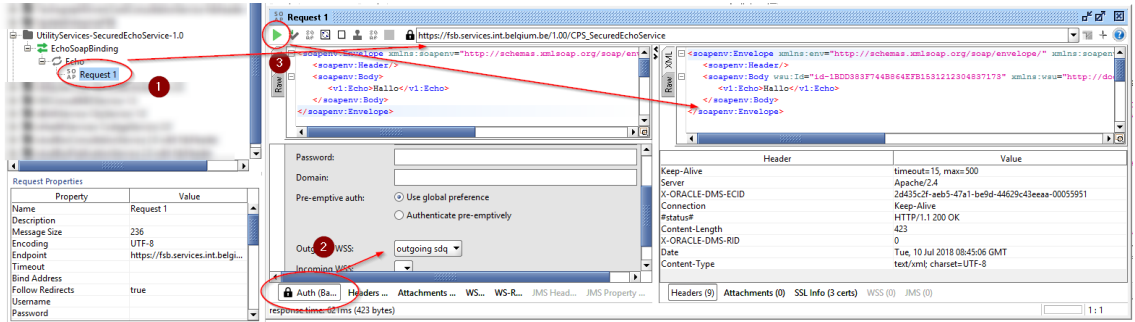 UtilityServices-SecuredEchoService-1.0
EchoSoapBinding
Echo
Request 1
1
Request Properties
Property Value
Name Request 1
Description
Message Size 236
Encoding UTF-8
Endpoint https://fsb.services.int.belgi...
Timeout
Bind Address
Follow Redirects true
Username
Password
Request 1
https://fsb.services.int.belgium.be/1.00/CPS_SecuredEchoService
3
Raw
<soapenv:Envelope xmlns:soapenv="http://schemas.xmlsoap.org/soap/env
<soapenv:Header/>
<soapenv:Body>
<v1:Echo>Hallo</v1:Echo>
</soapenv:Body>
</soapenv:Envelope>
Password:
Domain:
Pre-emptive auth: Use global preference
Authenticate pre-emptively
2
WSS: outgoing sdq
Incoming WSS:
Auth (Ba... Headers ... Attachments ... WS... WS-R... JMS Head... JMS Property ...
response time: 621ms (423 bytes)
XML
Raw
<soapenv:Envelope xmlns:env="http://schemas.xmlsoap.org/soap/envelope/" xmlns:soapen
<soapenv:Header/>
<soapenv:Body wsu:Id="id-1BDD383F744B864EFB1531212304837173" xmlns:wsu="http://do
<v1:Echo>Hallo</v1:Echo>
</soapenv:Body>
</soapenv:Envelope>
Header Value
Keep-Alive timeout=15, max=500
Server Apache/2.4
X-ORACLE-DMS-ECID 2d435c2f-aeb5-47a1-be9d-44629c43eeaa-00055951
Connection Keep-Alive
#status# HTTP/1.1 200 OK
Content-Length 423
X-ORACLE-DMS-RID 0
Date Tue, 10 Jul 2018 08:45:06 GMT
Content-Type text/xml; charset=UTF-8
Headers (9) Attachments (0) SSL Info (3 certs) WSS (0) JMS (0)
1 : 1